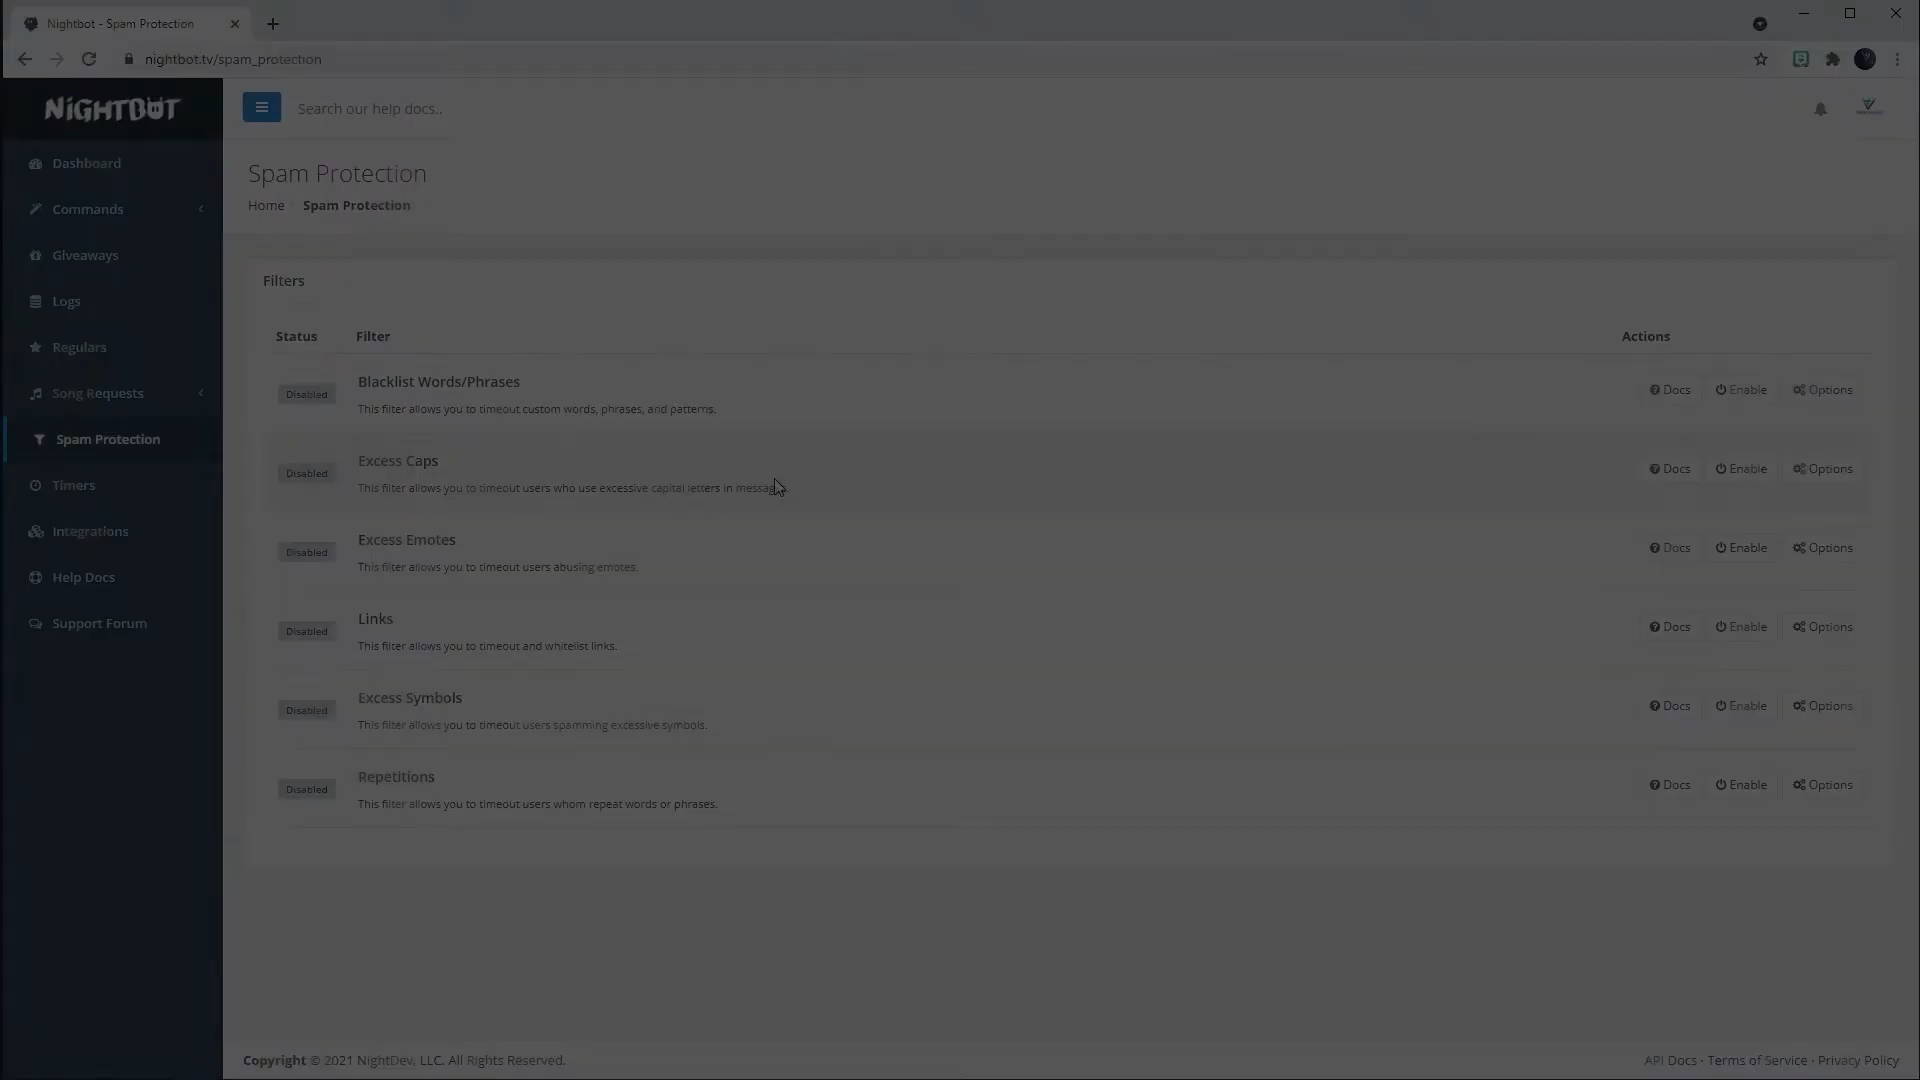 Nightbot - Spam Protection
nightbot.tv/spam_protection
NIGHTBOT
Search our help docs..
Dashboard
Commands
Giveaways
Logs
Regulars
Song Requests
Spam Protection
Timers
Integrations
Help Docs
Support Forum
Spam Protection
Home Spam Protection
Filters
Status Filter Actions
Disabled Blacklist Words/Phrases Docs Enable Options
This filter allows you to timeout custom words, phrases, and patterns.
Disabled Excess Caps Docs Enable Options
This filter allows you to timeout users who use excessive capital letters in
Disabled Excess Emotes Docs Enable Options
This filter allows you to timeout users abusing emotes.
Disabled Links Docs Enable Options
This filter allows you to timeout and whitelist links.
Disabled Excess Symbols Docs Enable Options
This filter allows you to timeout users spamming excessive symbols.
Disabled Repetitions Docs Enable Options
This filter allows you to timeout users whom repeat words or phrases.
Copyright © 2021 NightDev, LLC. All Rights Reserved. API Docs · Terms of Service · Privacy Policy